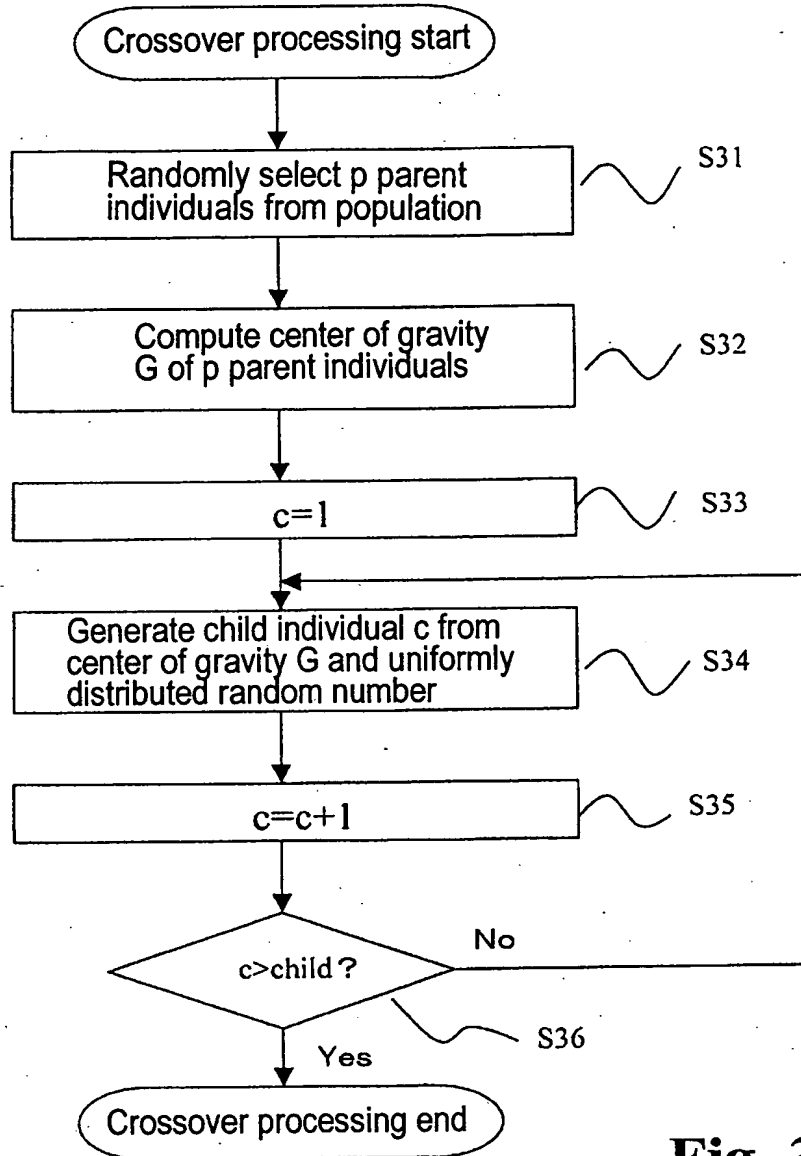 Crossover processing start
Randomly select p parent
individuals from population
S31
Compute center of gravity
G of p parent individuals
S32
c=1
S33
Generate child individual c from
center of gravity G and uniformly
distributed random number
S34
c=c+1
S35
c>child?
No
S36
Yes
Crossover processing end
Fig.